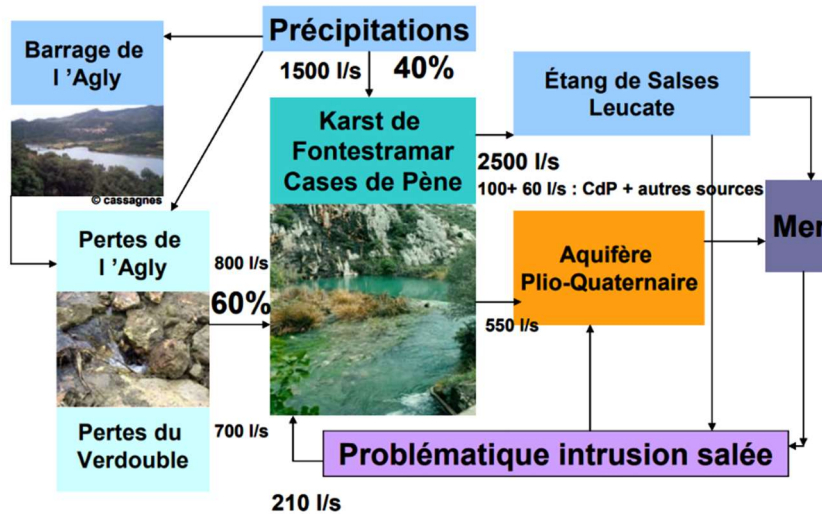 Précipitations
Barrage de
l 'Agly
© cassagnes
1500 l/s
40%
Karst de
Fontestramar
Cases de Pène
Étang de Salses
Leucate
2500 l/s
100+ 60 l/s : CdP + autres sources
Mer
Pertes de
l 'Agly
800 l/s
60%
Aquifère
Plio-Quaternaire
550 l/s
Pertes du
Verdouble
700 l/s
Problématique intrusion salée
210 l/s